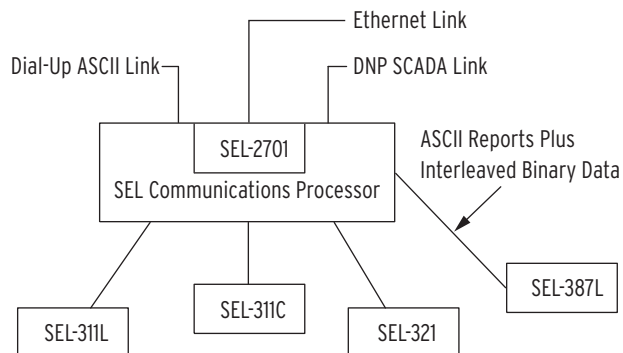 Ethernet Link
Dial-Up ASCII Link
DNP SCADA Link
SEL-2701
SEL Communications Processor
ASCII Reports Plus
Interleaved Binary Data
SEL-311L
SEL-311C
SEL-321
SEL-387L